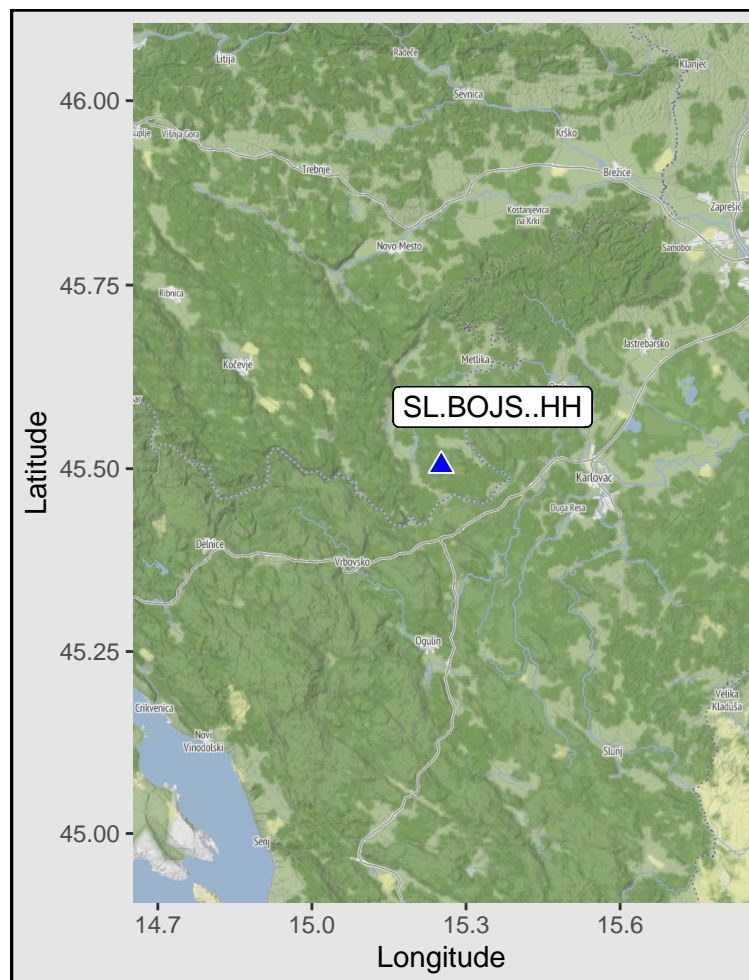 Radeče
Litija
Klanjec
46.00
Sevnica
Višnja Gora
Krško
Trebnje
Brežice
Kostanjevica
na Krki
Zaprešić
Novo Mesto
Samobor
45.75
Ribnica
Jastrebarsko
Metlika
Kočevje
SL.BOJS..HH
45.50
Karlovac
Duga Resa
Delnice
Vrbovsko
45.25
Ogulin
Velika
Kladuša
Crikvenica
Novi
Vinodolski
Slunj
45.00
Senj
14.7
15.0
15.3
15.6
Longitude
Latitude